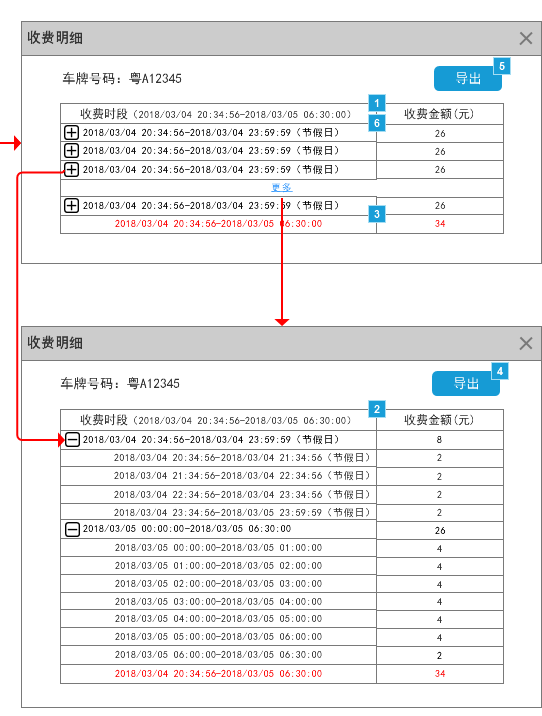 收费明细
5
车牌号码：粤A12345
导出
1
收费时段（2018/03/04 20:34:56-2018/03/05 06:30:00） 收费金额(元)
6
2018/03/04 20:34:56-2018/03/04 23:59:59（节假日） 26
2018/03/04 20:34:56-2018/03/04 23:59:59（节假日） 26
2018/03/04 20:34:56-2018/03/04 23:59:59（节假日） 26
更多
2018/03/04 20:34:56-2018/03/04 23:59:59（节假日） 26
3
2018/03/04 20:34:56-2018/03/05 06:30:00 34
收费明细
4
车牌号码：粤A12345
导出
2
收费时段（2018/03/04 20:34:56-2018/03/05 06:30:00） 收费金额(元)
2018/03/04 20:34:56-2018/03/04 23:59:59（节假日） 8
2018/03/04 20:34:56-2018/03/04 21:34:56（节假日） 2
2018/03/04 21:34:56-2018/03/04 22:34:56（节假日） 2
2018/03/04 22:34:56-2018/03/04 23:34:56（节假日） 2
2018/03/04 23:34:56-2018/03/05 23:59:59（节假日） 2
2018/03/05 00:00:00-2018/03/05 06:30:00 26
2018/03/05 00:00:00-2018/03/05 01:00:00 4
2018/03/05 01:00:00-2018/03/05 02:00:00 4
2018/03/05 02:00:00-2018/03/05 03:00:00 4
2018/03/05 03:00:00-2018/03/05 04:00:00 4
2018/03/05 04:00:00-2018/03/05 05:00:00 4
2018/03/05 05:00:00-2018/03/05 06:00:00 4
2018/03/05 06:00:00-2018/03/05 06:30:00 2
2018/03/04 20:34:56-2018/03/05 06:30:00 34